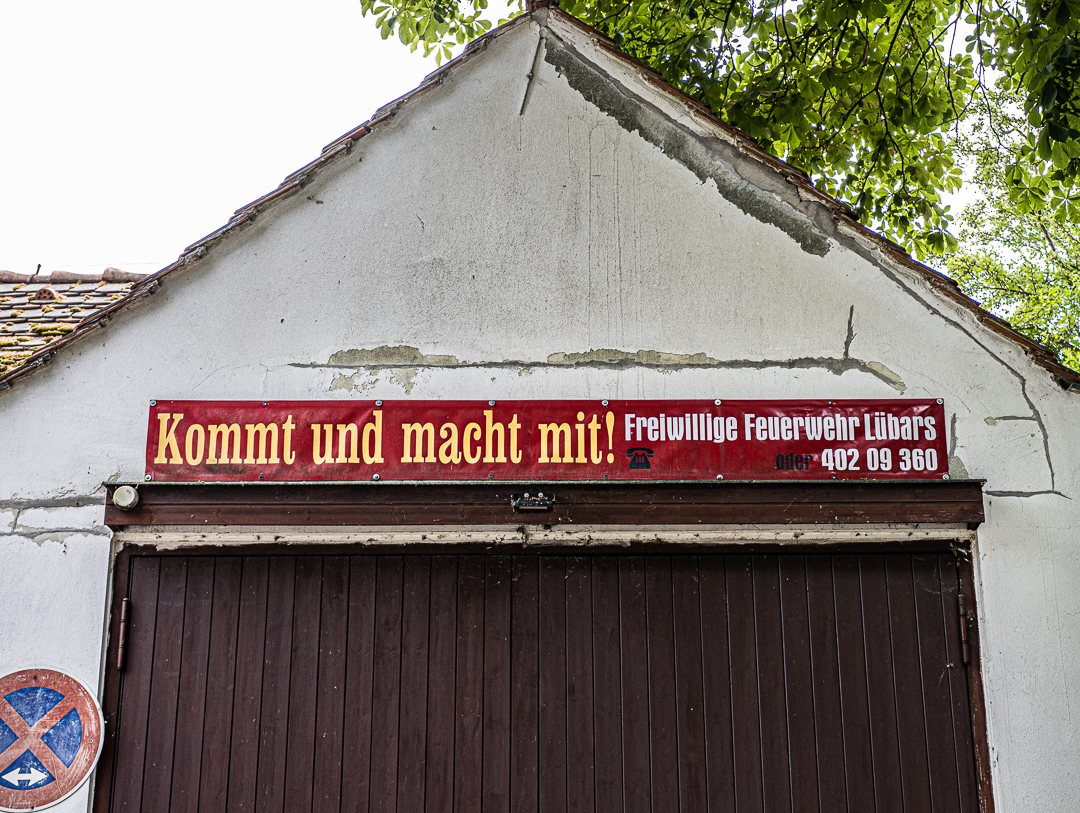 Kommt und macht mit!
Freiwillige Feuerwehr Lübars
oder 402 09 360